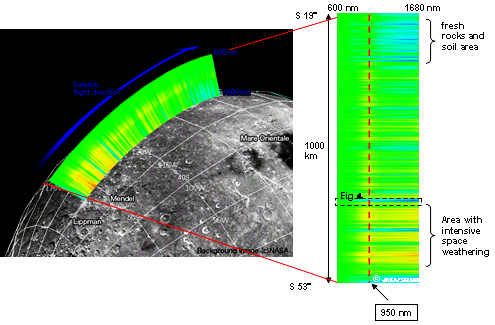 600 nm 1680 nm
S 19
fresh
rocks and
soil area
Satellite
flight direction
1000
km
Mare Orientale
Mendel
Lippman
Background image (c)NASA
Fig
Area with
intensive
space
weathering
S 53
950 nm